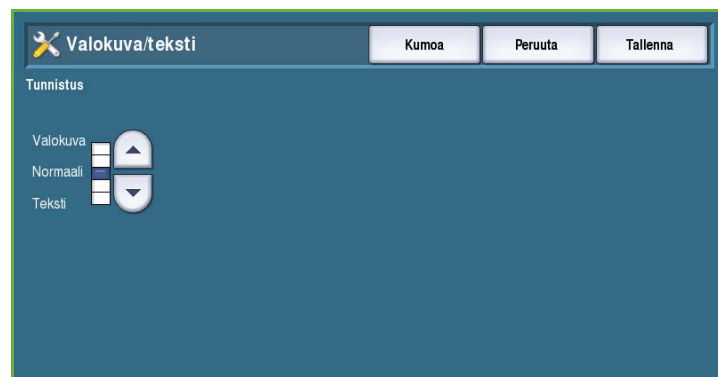 Valokuva/teksti
Kumoa
Peruuta
Tallenna
Tunnistus
Valokuva
Normaali
Teksti